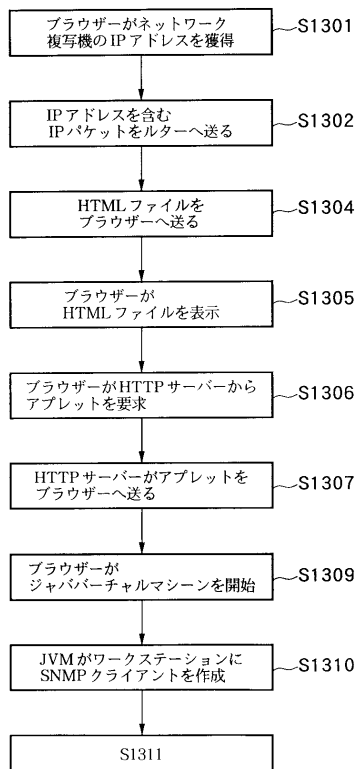 ブラウザーがネットワーク
複写機のIPアドレスを獲得
S1301
IPアドレスを含む
IPパケットをルターへ送る
S1302
HTMLファイルを
ブラウザーへ送る
S1304
ブラウザーが
HTMLファイルを表示
S1305
ブラウザーがHTTPサーバーから
アプレットを要求
S1306
HTTPサーバーがアプレットを
ブラウザーへ送る
S1307
ブラウザーが
ジャババーチャルマシーンを開始
S1309
JVMがワークステーションに
SNMPクライアントを作成
S1310
S1311